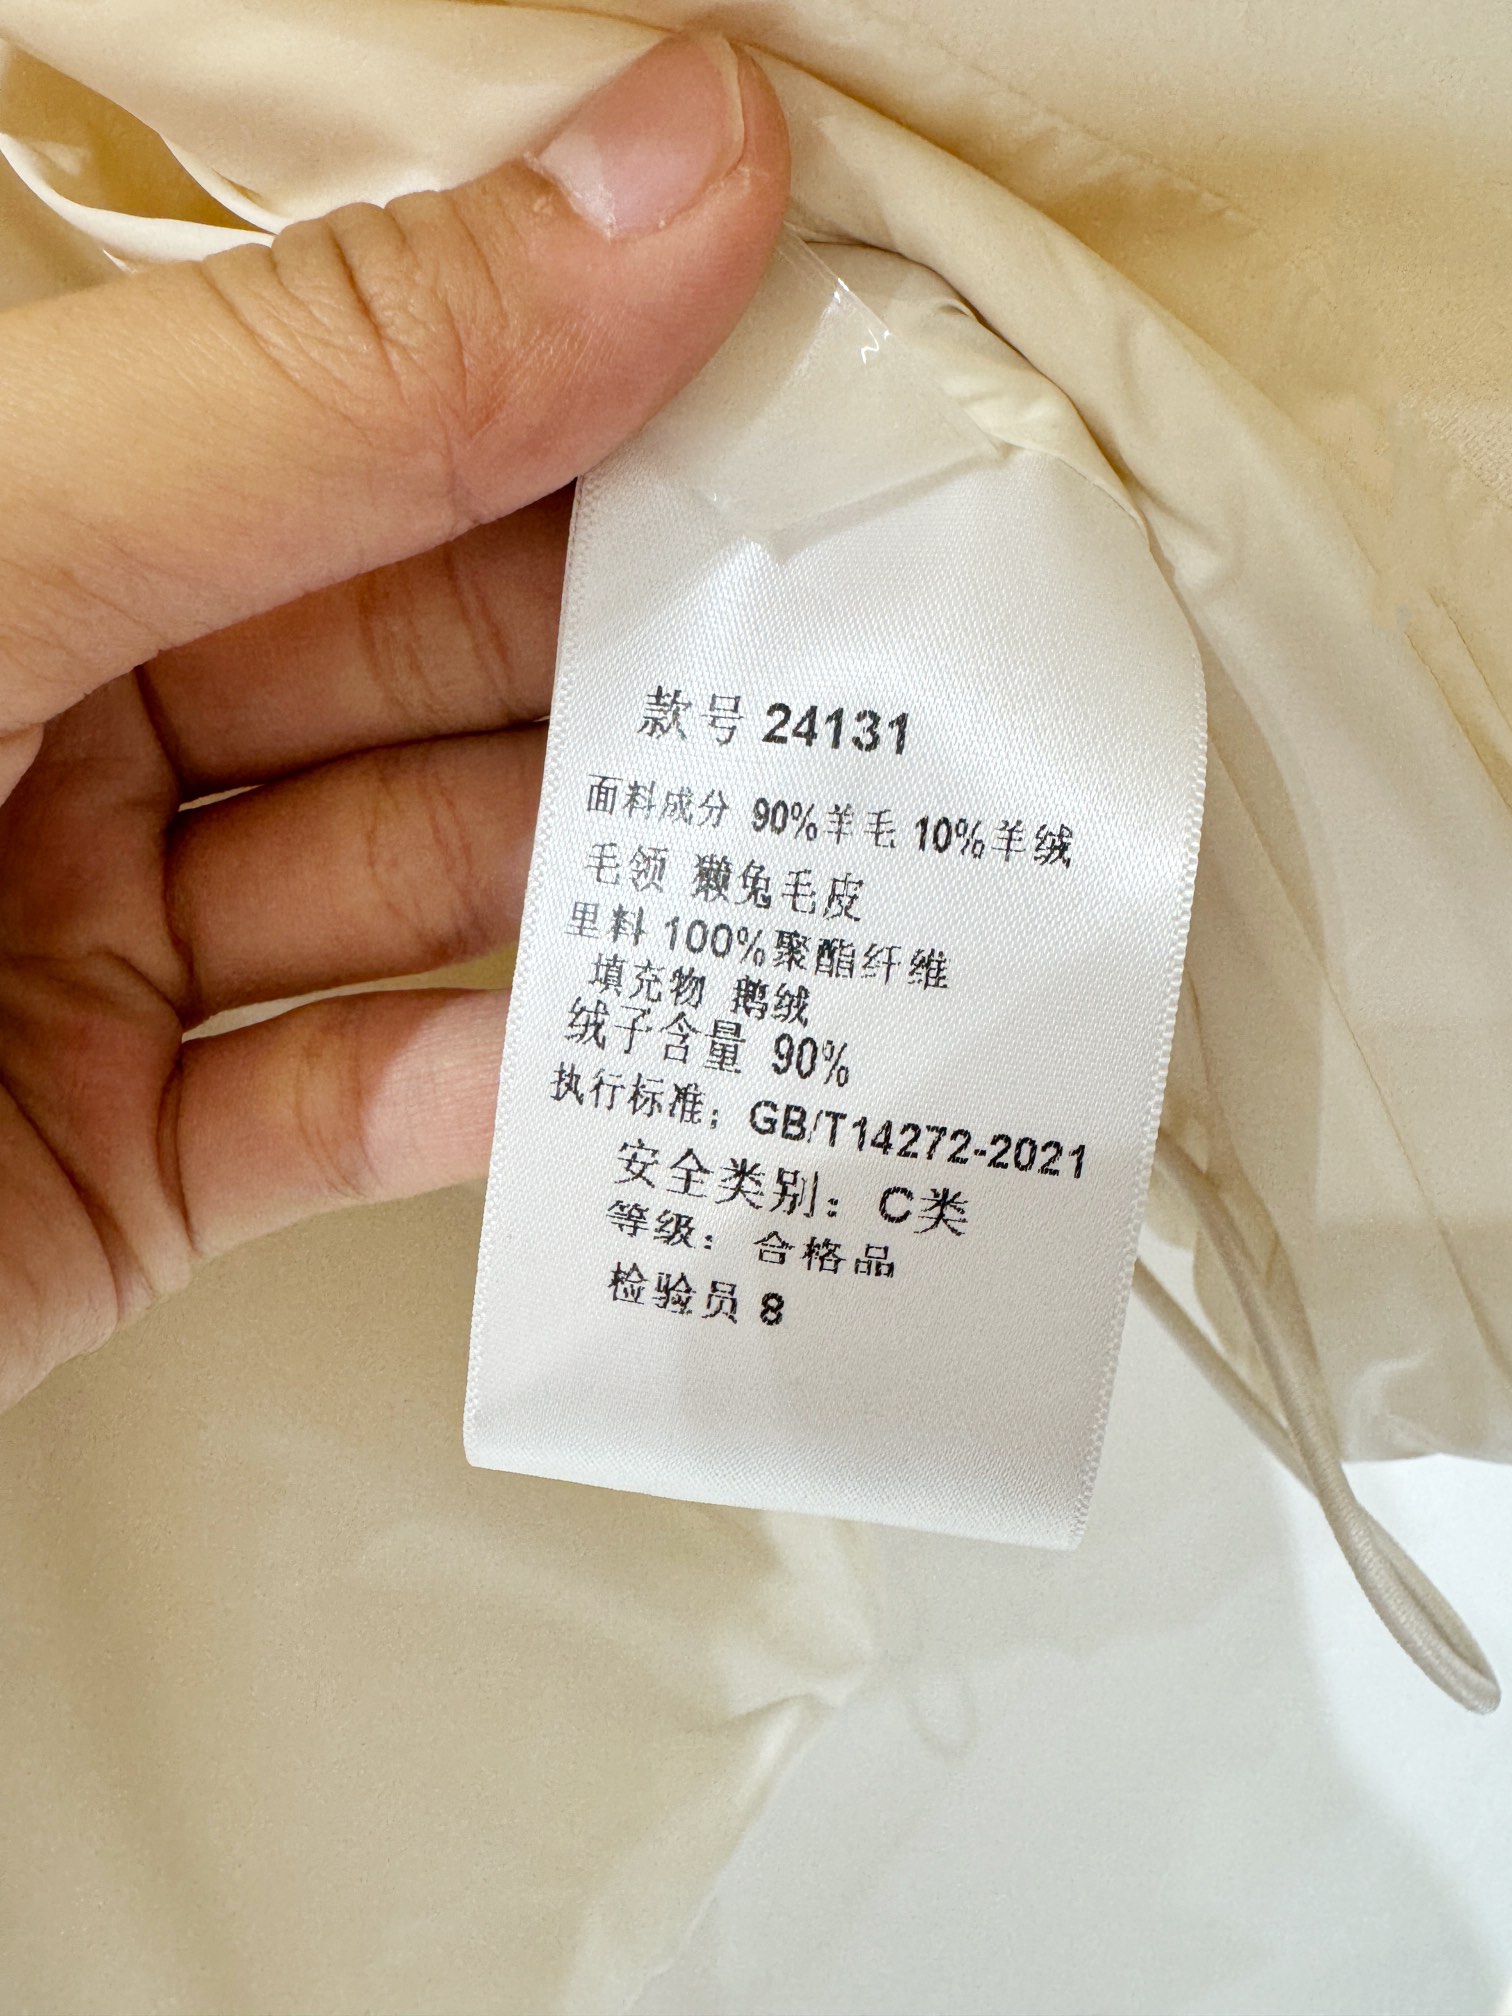 款号 24131
面料成分 90%羊毛 10%羊绒
毛领 獭兔毛皮
里料 100%聚酯纤维
填充物 鹅绒
绒子含量 90%
执行标准；GB/T14272-2021
安全类别：C类
等级：合格品
检验员 8